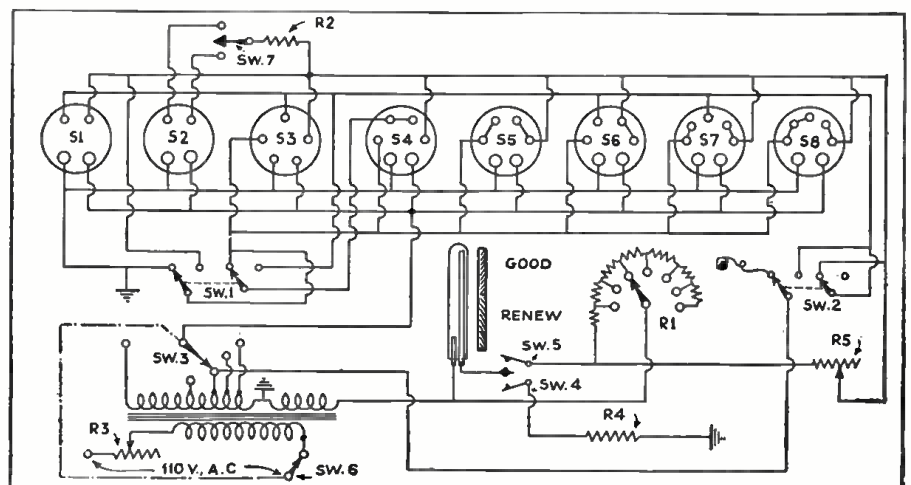 R2
SW.7
S1
S2
S3
S4
S5
S6
S7
S8
GOOD
RENEW
SW.1
SW.2
SW.3
SW.5
SW.4
R1
R5
R3
R4
110 V., A.C
SW.6